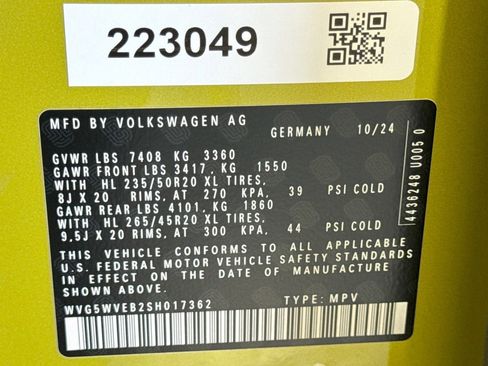 223049
MFD BY VOLKSWAGEN AG
GERMANY 10/24
GVWR LBS 7408 KG 3360
GAWR FRONT LBS 3417, KG 1550
WITH HL 235/50R20 XL TIRES,
8J X 20 RIMS, AT 270 KPA, 39 PSI COLD
GAWR REAR LBS 4101, KG 1860
WITH HL 265/45R20 XL TIRES,
9,5J X 20 RIMS, AT 300 KPA, 44 PSI COLD
THIS VEHICLE CONFORMS TO ALL APPLICABLE
U.S. FEDERAL MOTOR VEHICLE SAFETY STANDARDS
IN EFFECT ON THE DATE OF MANUFACTURE
SHOWN ABOVE.
WVG5WVEB2SH017362 TYPE: MPV
4436248 U005 0